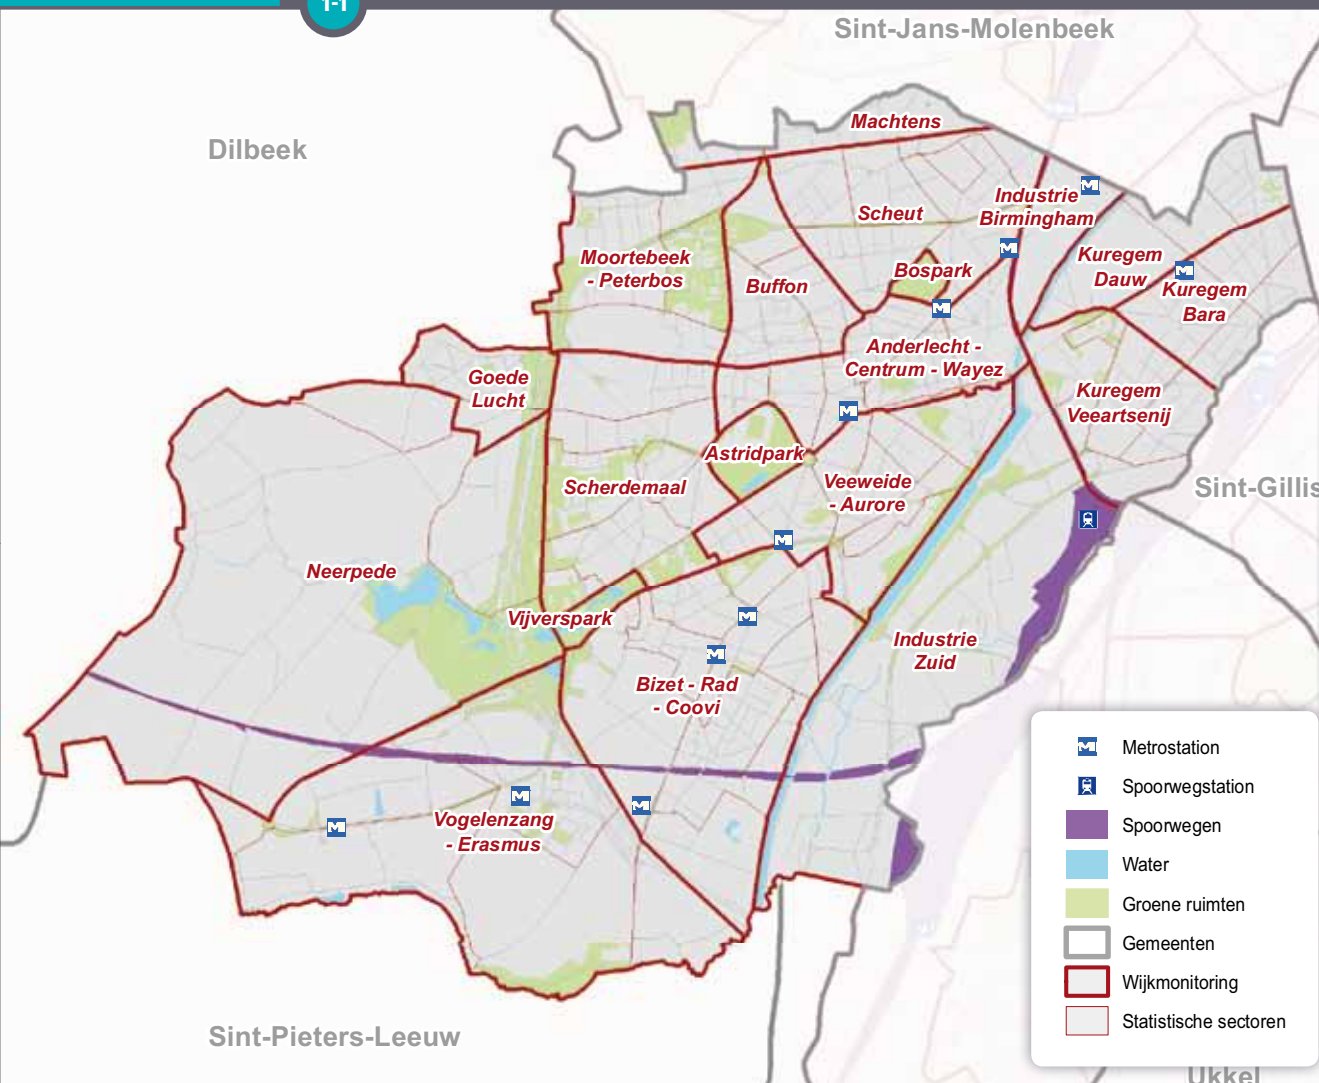 1-1
Sint-Jans-Molenbeek
Dilbeek
Machtens
Industrie
Birmingham
Scheut
Moortebeek
- Peterbos
Buffon
Bospark
Kuregem
Dauw
Kuregem
Bara
Anderlecht -
Centrum - Wayez
Goede
Lucht
Kuregem
Veeartsenij
Astridpark
Scherdemaal
Veeweide
- Aurore
Sint-Gillis
Neerpede
Vijverspark
Industrie
Zuid
Bizet - Rad
- Coovi
Vogelenzang
- Erasmus
Sint-Pieters-Leeuw
Metrostation
Spoorwegstation
Spoorwegen
Water
Groene ruimten
Gemeenten
Wijkmonitoring
Statistische sectoren
Ukkel